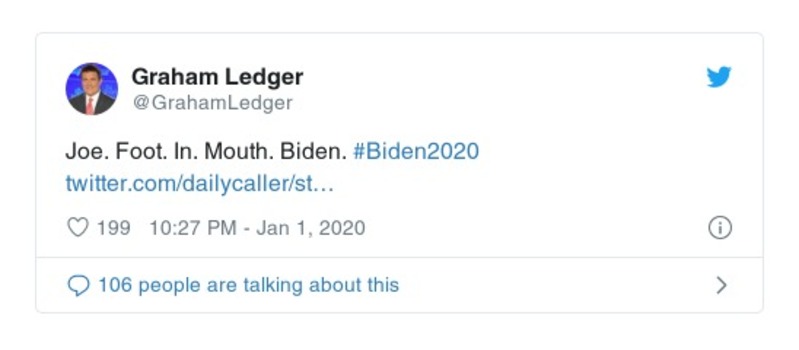 Graham Ledger
@GrahamLedger
Joe. Foot. In. Mouth. Biden. #Biden2020
twitter.com/dailycaller/st…
199 10:27 PM - Jan 1, 2020
106 people are talking about this